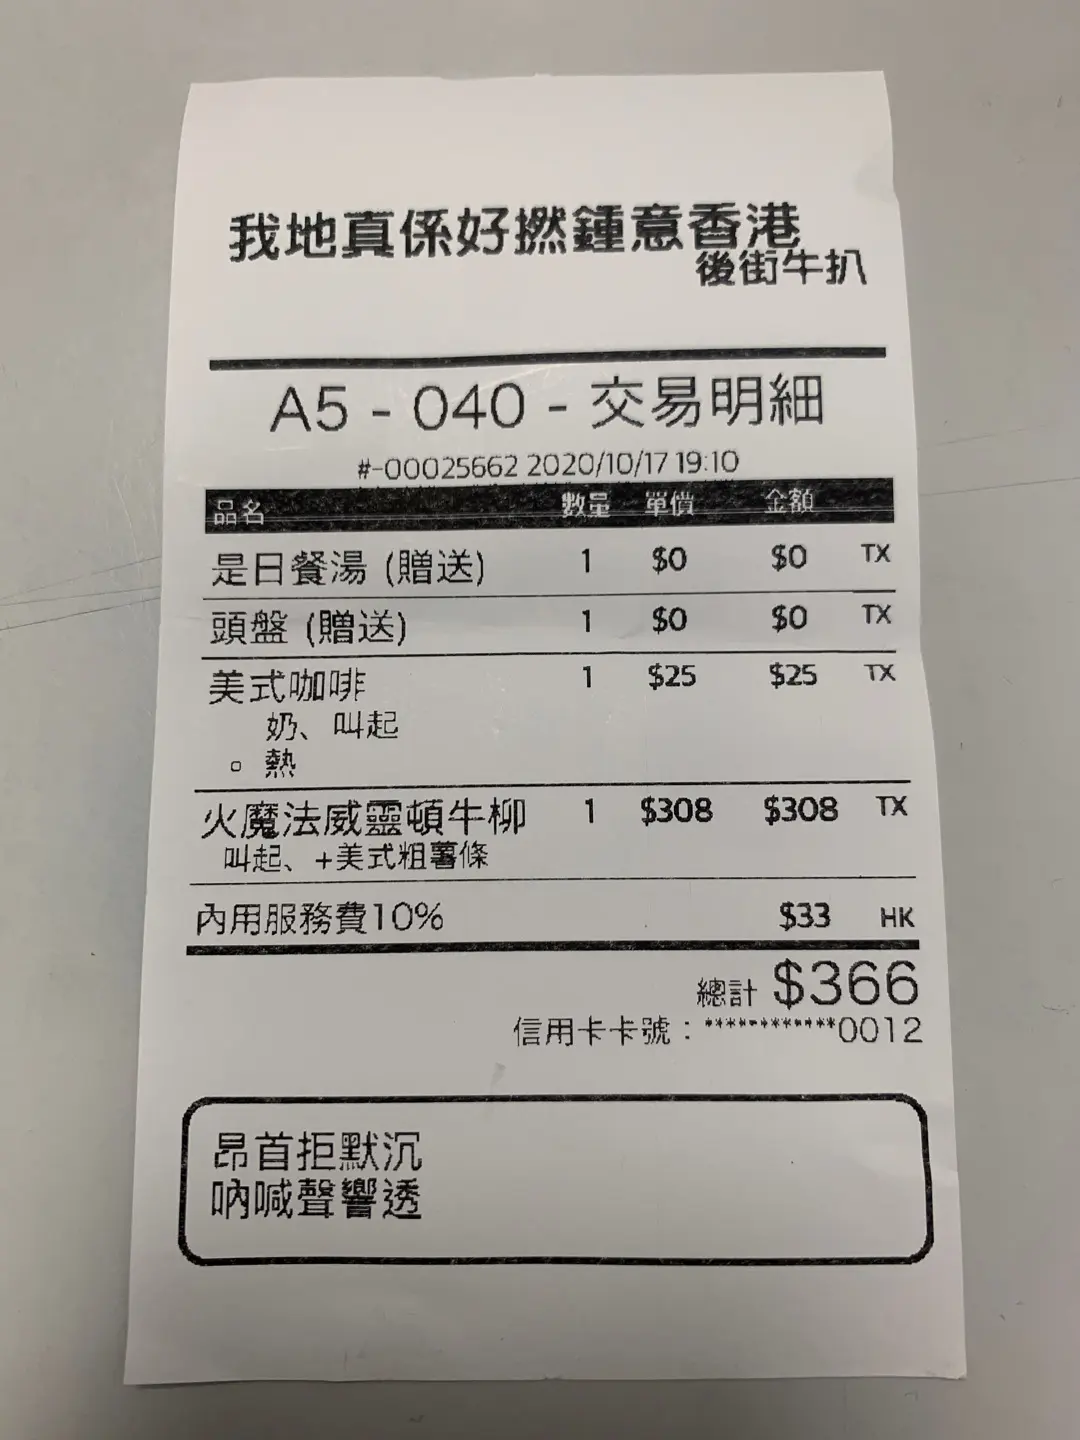 我地真係好撚鍾意香港
後街牛扒
A5 - 040 - 交易明細
#-00025662 2020/10/17 19:10
品名 數量 單價 金額
是日餐湯 (贈送) 1 $0 $0 TX
頭盤 (贈送) 1 $0 $0 TX
美式咖啡 1 $25 $25 TX
奶、叫起
。熱
火魔法威靈頓牛柳 1 $308 $308 TX
叫起、+美式粗薯條
內用服務費10% $33 HK
總計 $366
信用卡卡號：************0012
昂首拒默沉
吶喊聲響透